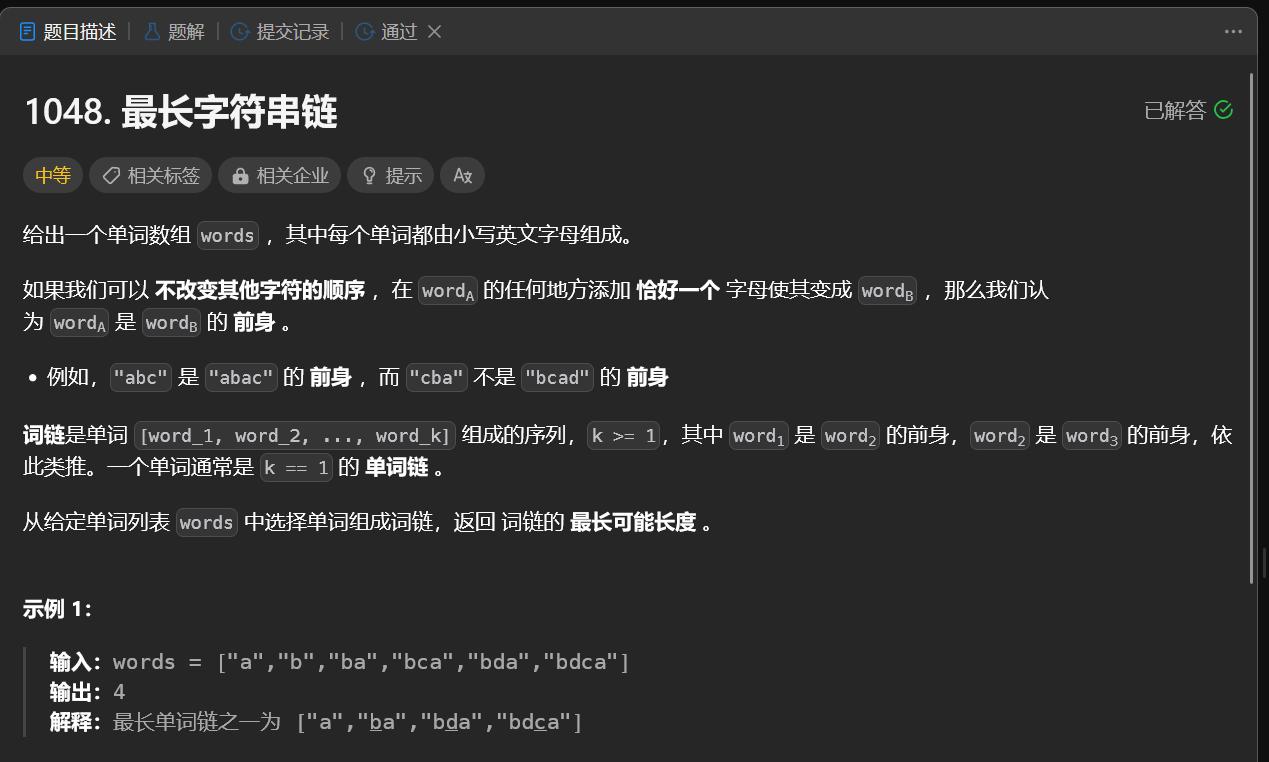 题目描述 | 题解 | 提交记录 | 通过
1048. 最长字符串链
已解答
中等 相关标签 相关企业 提示
给出一个单词数组 words ，其中每个单词都由小写英文字母组成。
如果我们可以 不改变其他字符的顺序 ，在 wordA 的任何地方添加 恰好一个 字母使其变成 wordB ，那么我们认
为 wordA 是 wordB 的 前身 。
• 例如，"abc" 是 "abac" 的 前身 ，而 "cba" 不是 "bcad" 的 前身
词链是单词 [word_1, word_2, ..., word_k] 组成的序列，k >= 1，其中 word1 是 word2 的前身，word2 是 word3 的前身，依
此类推。一个单词通常是 k == 1 的 单词链 。
从给定单词列表 words 中选择单词组成词链，返回 词链的 最长可能长度 。
示例 1：
输入：words = ["a","b","ba","bca","bda","bdca"]
输出：4
解释：最长单词链之一为 ["a","ba","bda","bdca"]